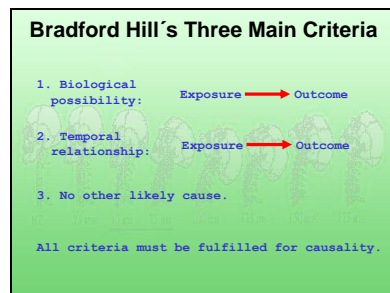 Bradford Hill´s Three Main Criteria
1. Biological
possibility: Exposure Outcome
2. Temporal
relationship: Exposure Outcome
3. No other likely cause.
All criteria must be fulfilled for causality.